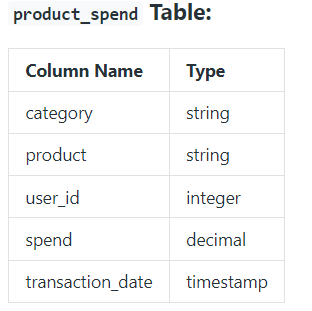 product_spend Table:
Column Name Type
category string
product string
user_id integer
spend decimal
transaction_date timestamp